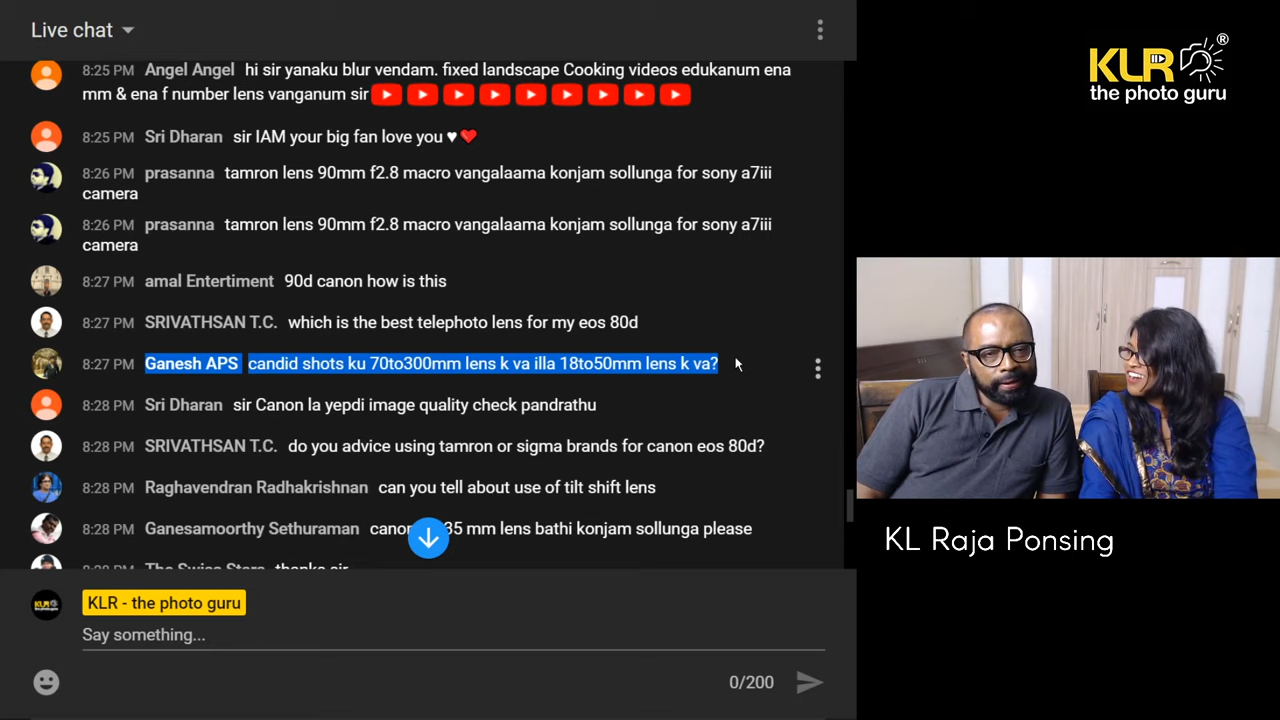 Live chat
8:25 PM Angel Angel hi sir yanaku blur vendam. fixed landscape Cooking videos edukanum ena
mm & ena f number lens vanganum sir
8:25 PM Sri Dharan sir IAM your big fan love you ♥❤
8:26 PM prasanna tamron lens 90mm f2.8 macro vangalaama konjam sollunga for sony a7iii
camera
8:26 PM prasanna tamron lens 90mm f2.8 macro vangalaama konjam sollunga for sony a7iii
camera
8:27 PM amal Entertiment 90d canon how is this
8:27 PM SRIVATHSAN T.C. which is the best telephoto lens for my eos 80d
8:27 PM Ganesh APS candid shots ku 70to300mm lens k va illa 18to50mm lens k va?
8:28 PM Sri Dharan sir Canon la yepdi image quality check pandrathu
8:28 PM SRIVATHSAN T.C. do you advice using tamron or sigma brands for canon eos 80d?
8:28 PM Raghavendran Radhakrishnan can you tell about use of tilt shift lens
8:28 PM Ganesamoorthy Sethuraman 35 mm lens bathi konjam sollunga please
thanks sir
KLR - the photo guru
Say something...
0/200
KLR ®
the photo guru
KL Raja Ponsing